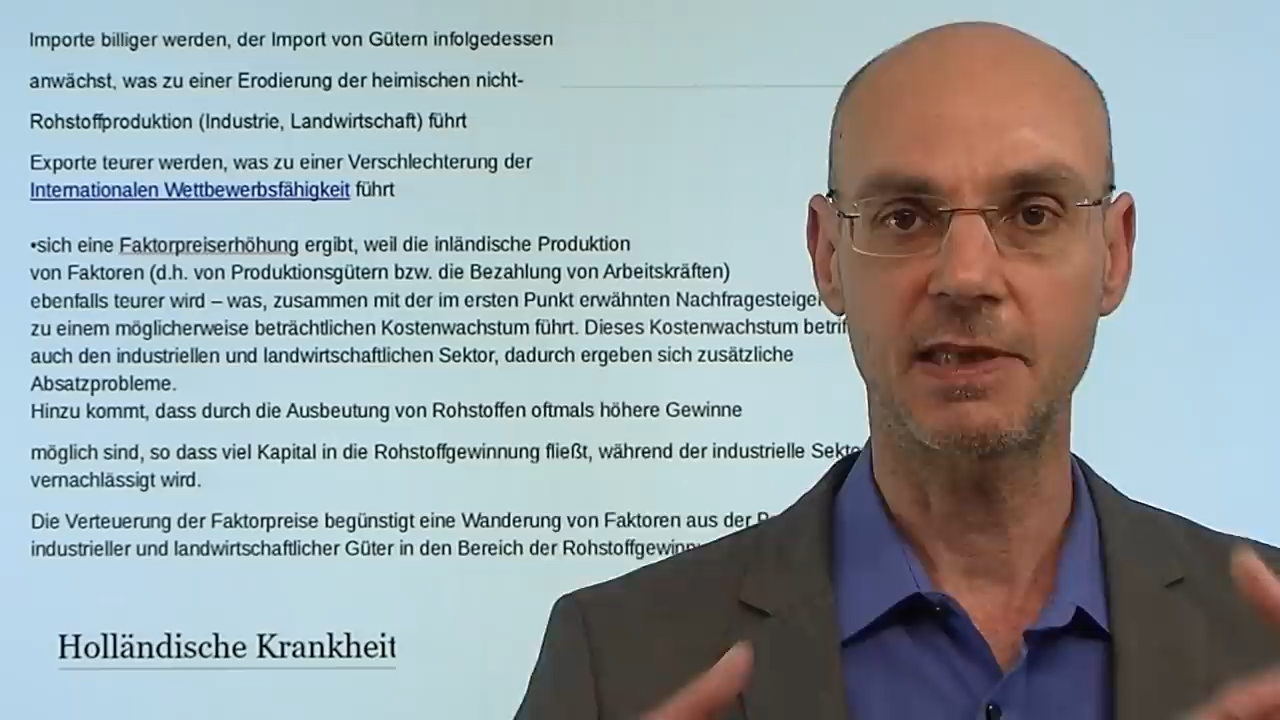 Importe billiger werden, der Import von Gütern infolgedessen
anwächst, was zu einer Erodierung der heimischen nicht-
Rohstoffproduktion (Industrie, Landwirtschaft) führt
Exporte teurer werden, was zu einer Verschlechterung der
Internationalen Wettbewerbsfähigkeit führt
•sich eine Faktorpreiserhöhung ergibt, weil die inländische Produktion
von Faktoren (d.h. von Produktionsgütern bzw. die Bezahlung von Arbeitskräften)
ebenfalls teurer wird – was, zusammen mit der im ersten Punkt erwähnten
zu einem möglicherweise beträchtlichen Kostenwachstum führt. Dieses Kostenwachstum
auch den industriellen und landwirtschaftlichen Sektor, dadurch ergeben sich zusätzliche
Absatzprobleme.
Hinzu kommt, dass durch die Ausbeutung von Rohstoffen oftmals höhere Gewinne
möglich sind, so dass viel Kapital in die Rohstoffgewinnung fließt, während der industrielle
vernachlässigt wird.
Die Verteuerung der Faktorpreise begünstigt eine Wanderung von Faktoren aus der
industrieller und landwirtschaftlicher Güter in den Bereich der
Holländische Krankheit